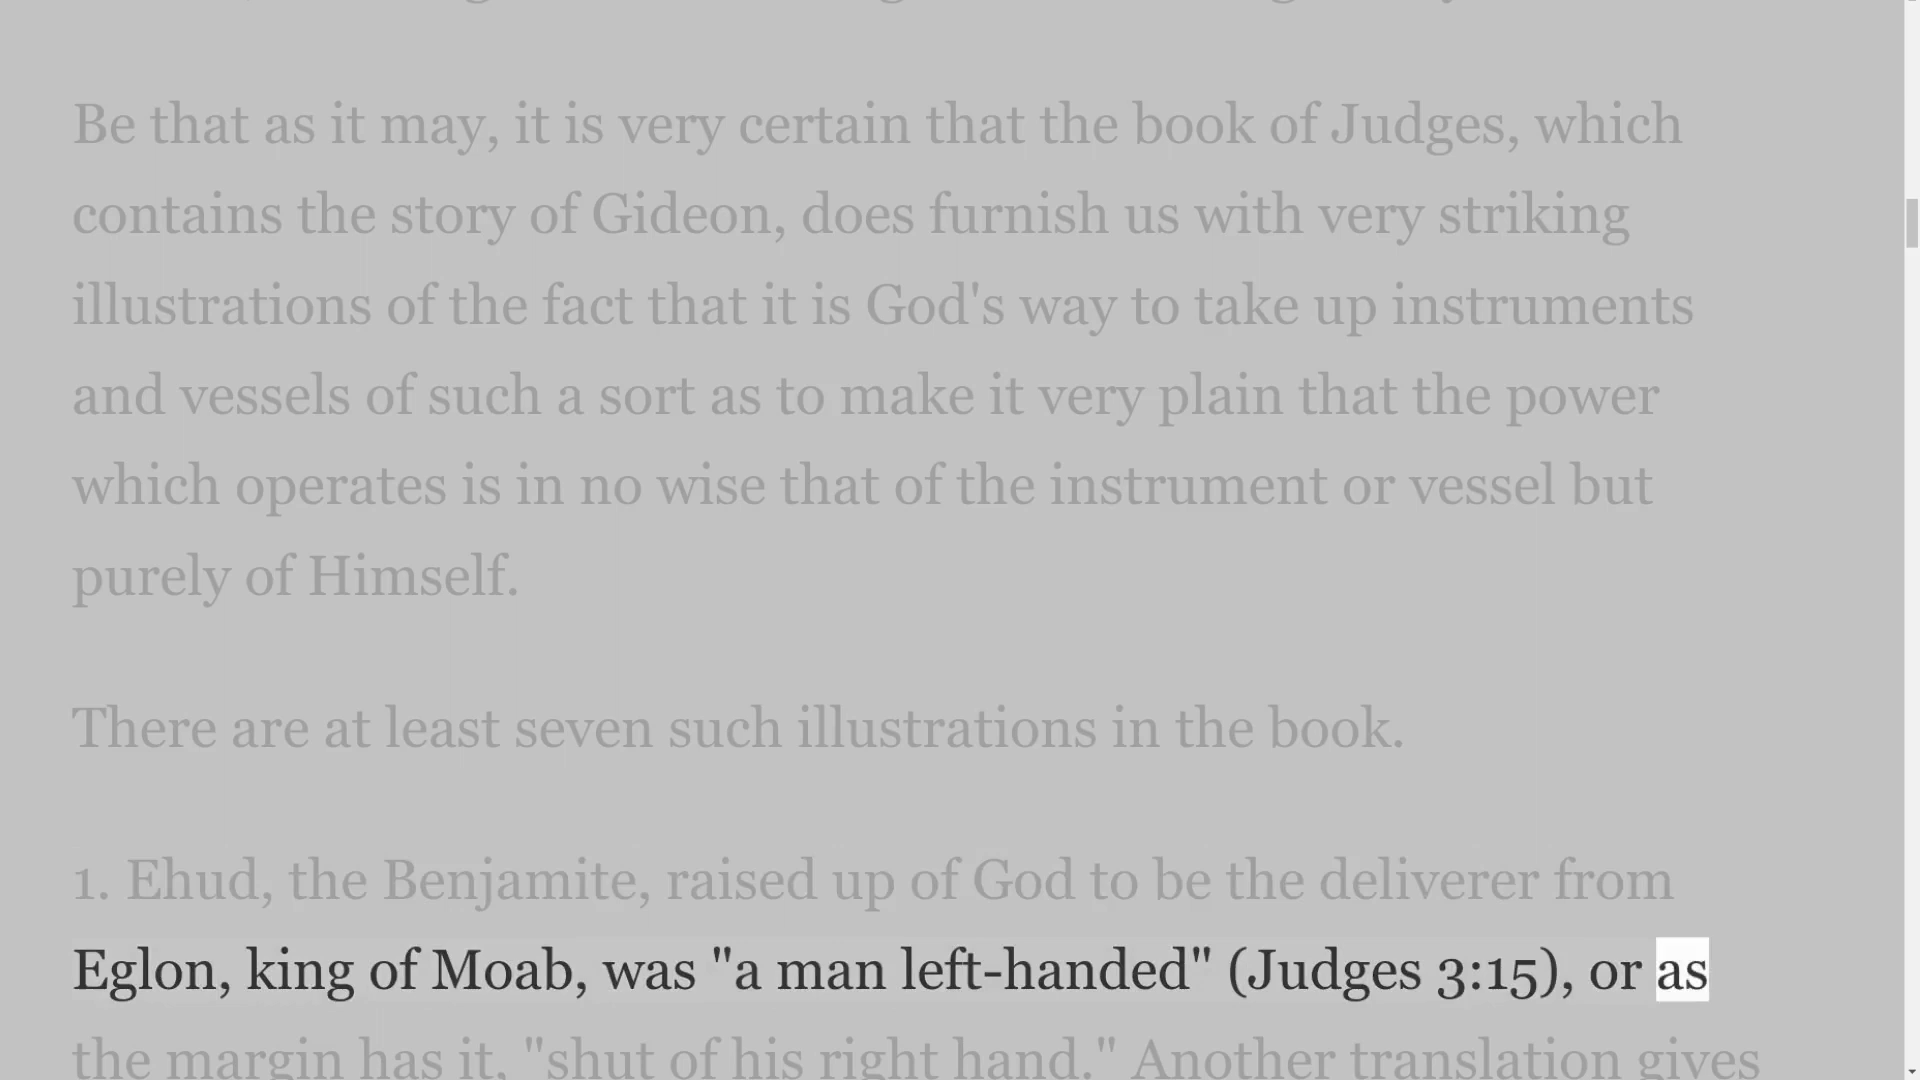 Be that as it may, it is very certain that the book of Judges, which
contains the story of Gideon, does furnish us with very striking
illustrations of the fact that it is God's way to take up instruments
and vessels of such a sort as to make it very plain that the power
which operates is in no wise that of the instrument or vessel but
purely of Himself.
There are at least seven such illustrations in the book.
1. Ehud, the Benjamite, raised up of God to be the deliverer from
Eglon, king of Moab, was "a man left-handed" (Judges 3:15), or as
the margin has it, "shut of his right hand." Another translation gives